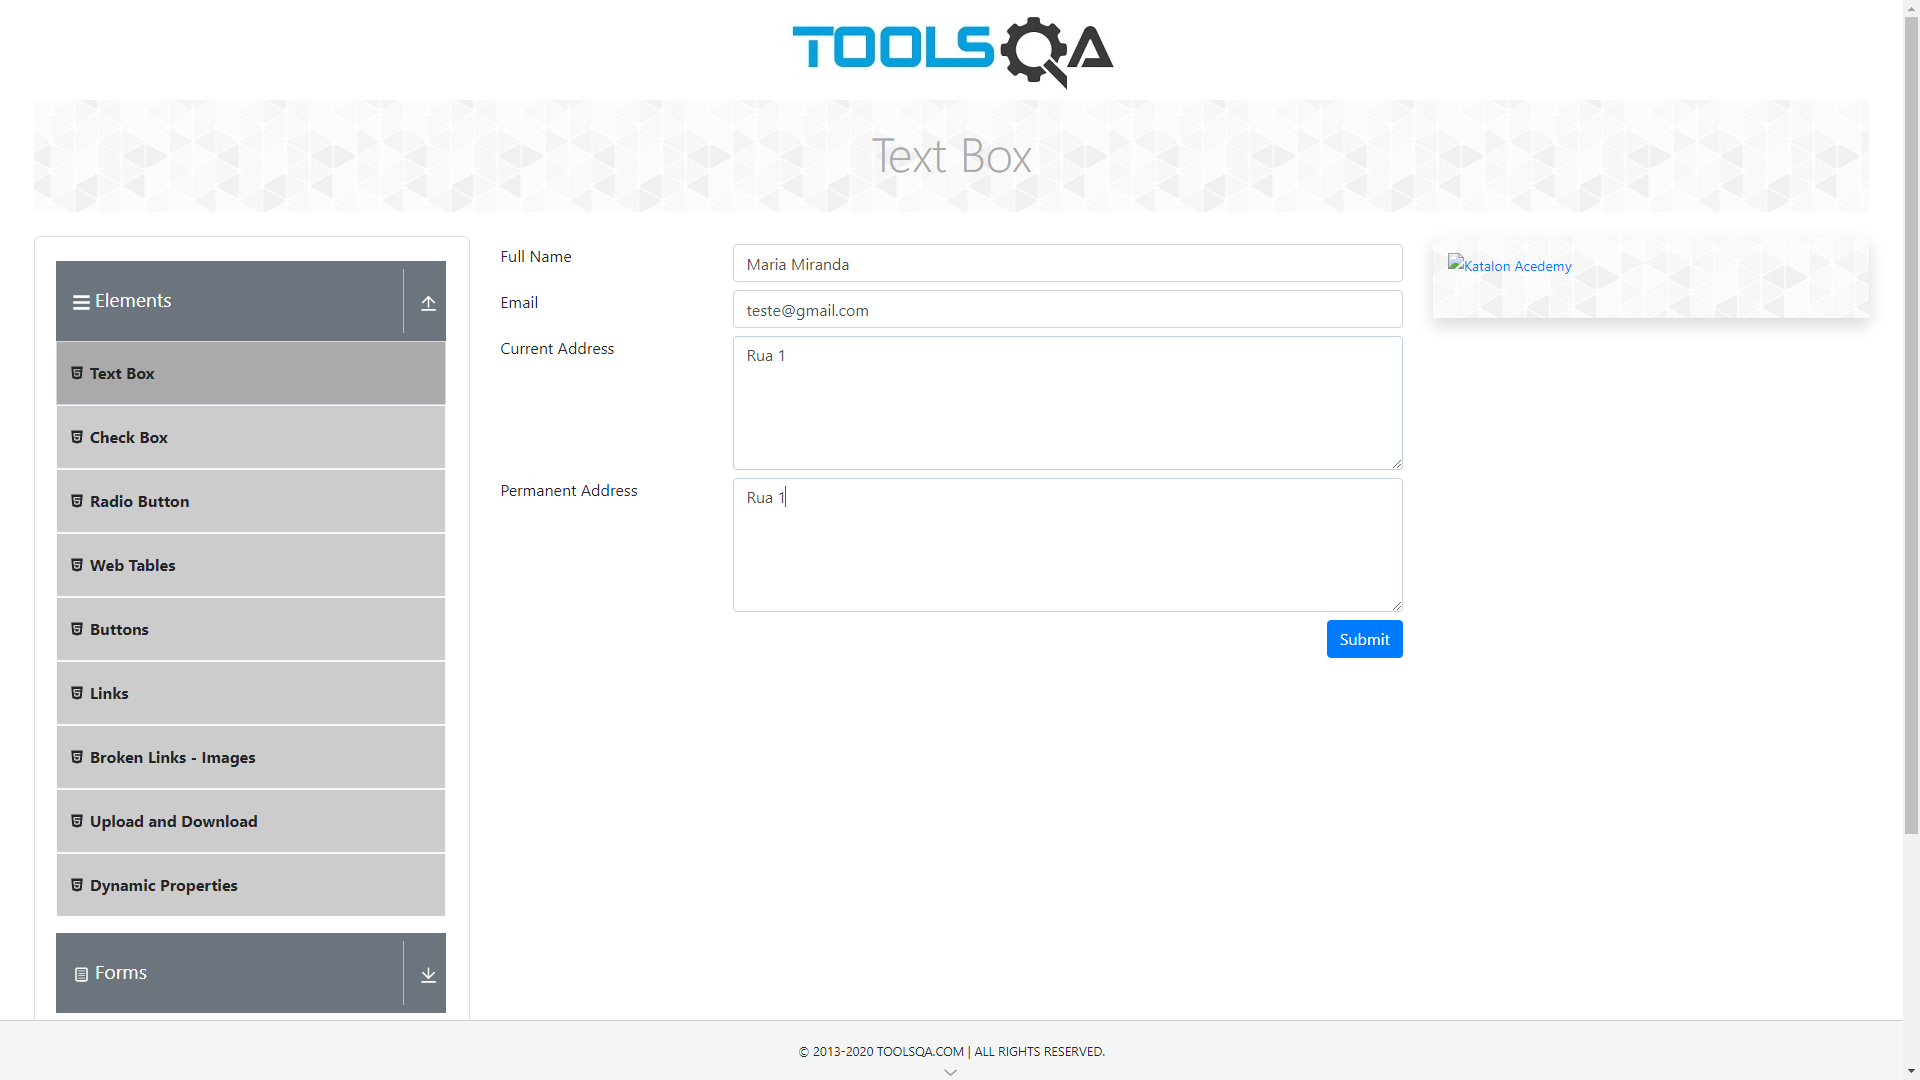 TOOLSQA
Text Box
Elements
Text Box
Check Box
Radio Button
Web Tables
Buttons
Links
Broken Links - Images
Upload and Download
Dynamic Properties
Forms
Full Name
Maria Miranda
Email
teste@gmail.com
Current Address
Rua 1
Permanent Address
Rua 1
Submit
Katalon Acedemy
© 2013-2020 TOOLSQA.COM | ALL RIGHTS RESERVED.